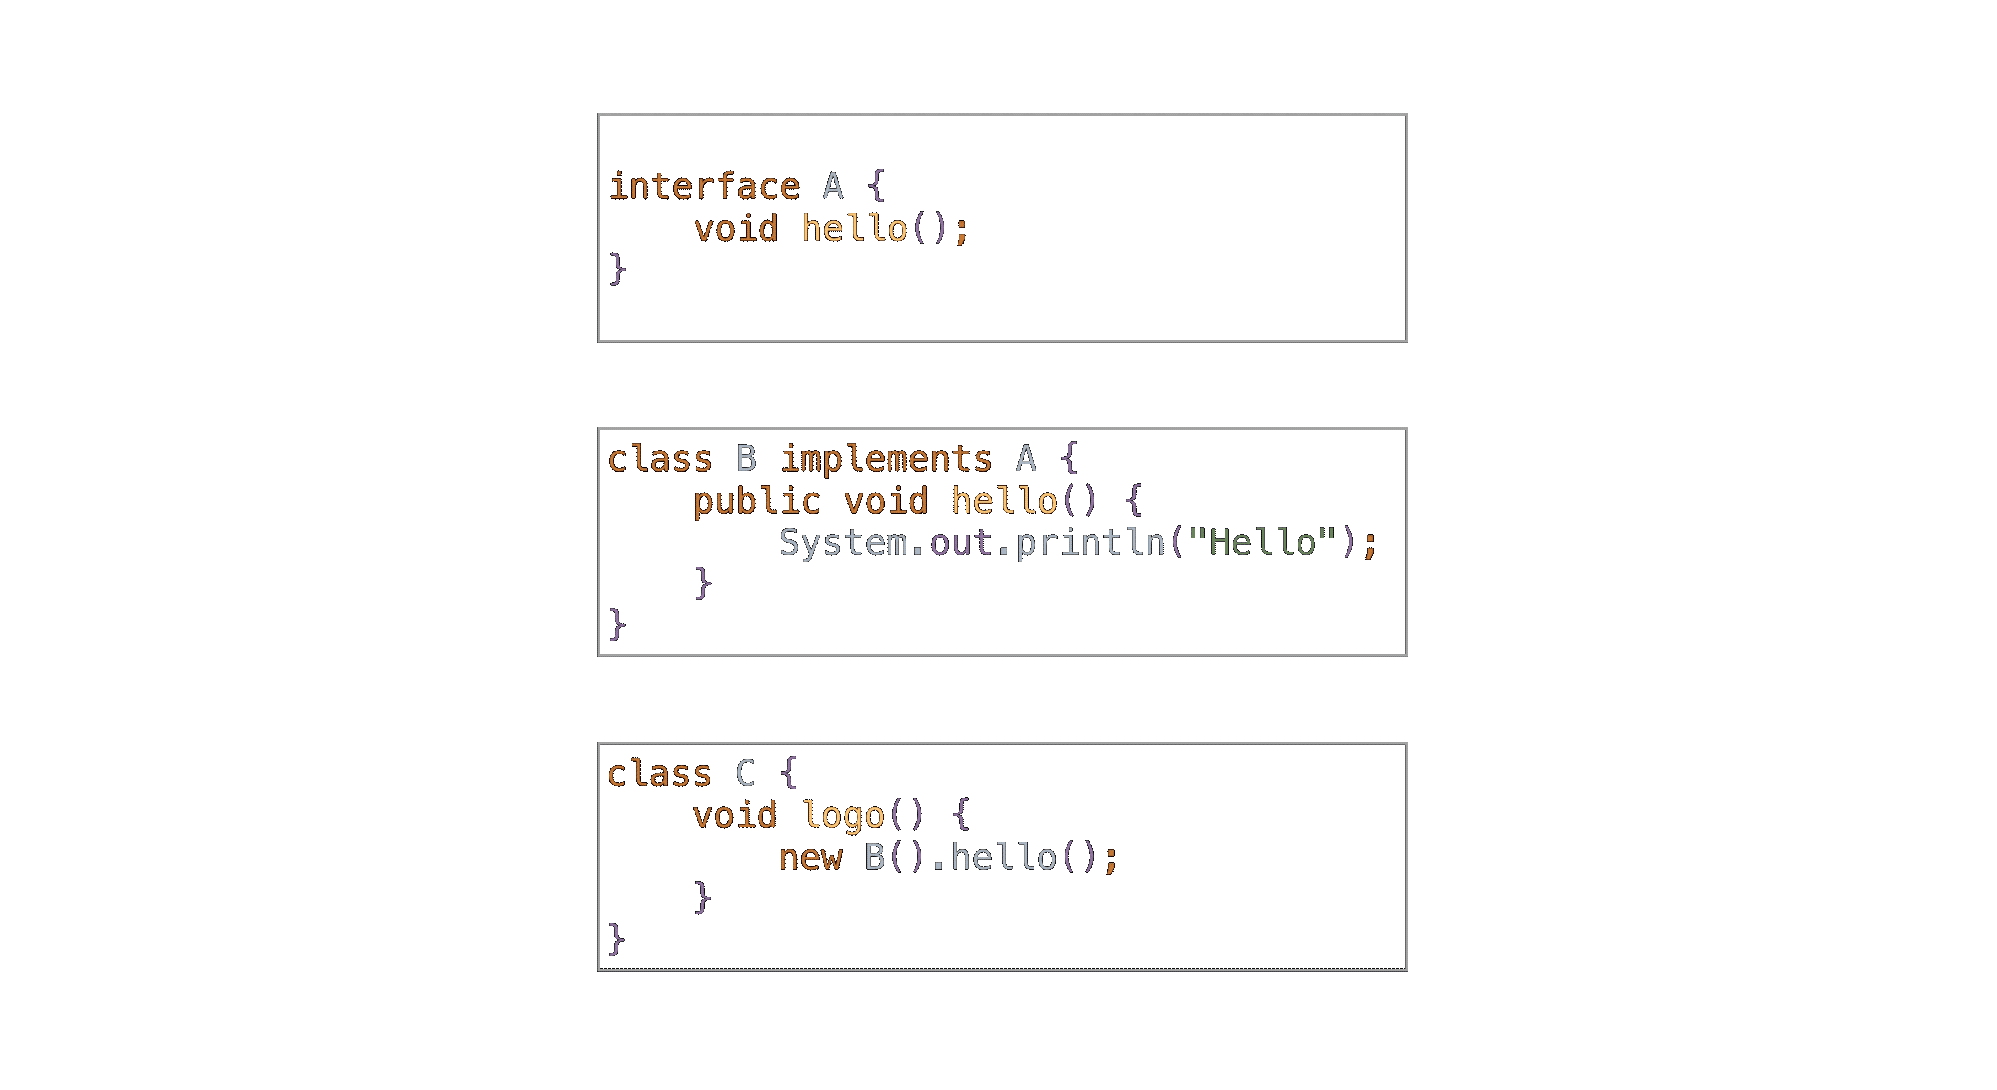 interface A {
    void hello();
}
class B implements A {
    public void hello() {
        System.out.println("Hello");
    }
}
class C {
    void logo() {
        new B().hello();
    }
}